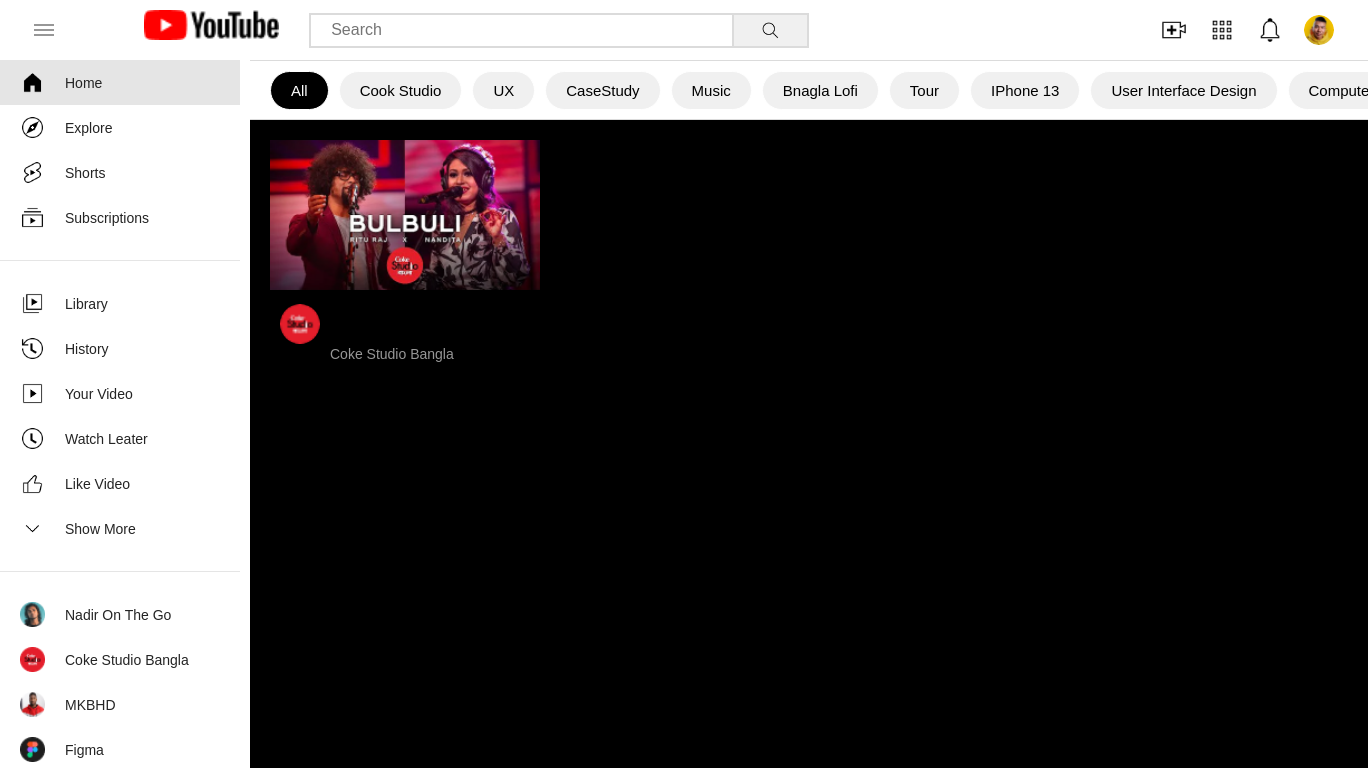 YouTube
Search
Home
Explore
Shorts
Subscriptions
Library
History
Your Video
Watch Leater
Like Video
Show More
Nadir On The Go
Coke Studio Bangla
MKBHD
Figma
All Cook Studio UX CaseStudy Music Bnagla Lofi Tour IPhone 13 User Interface Design Compute
BULBULI
RITU RAJ X NANDITA
Coke
Studio
Coke Studio Bangla